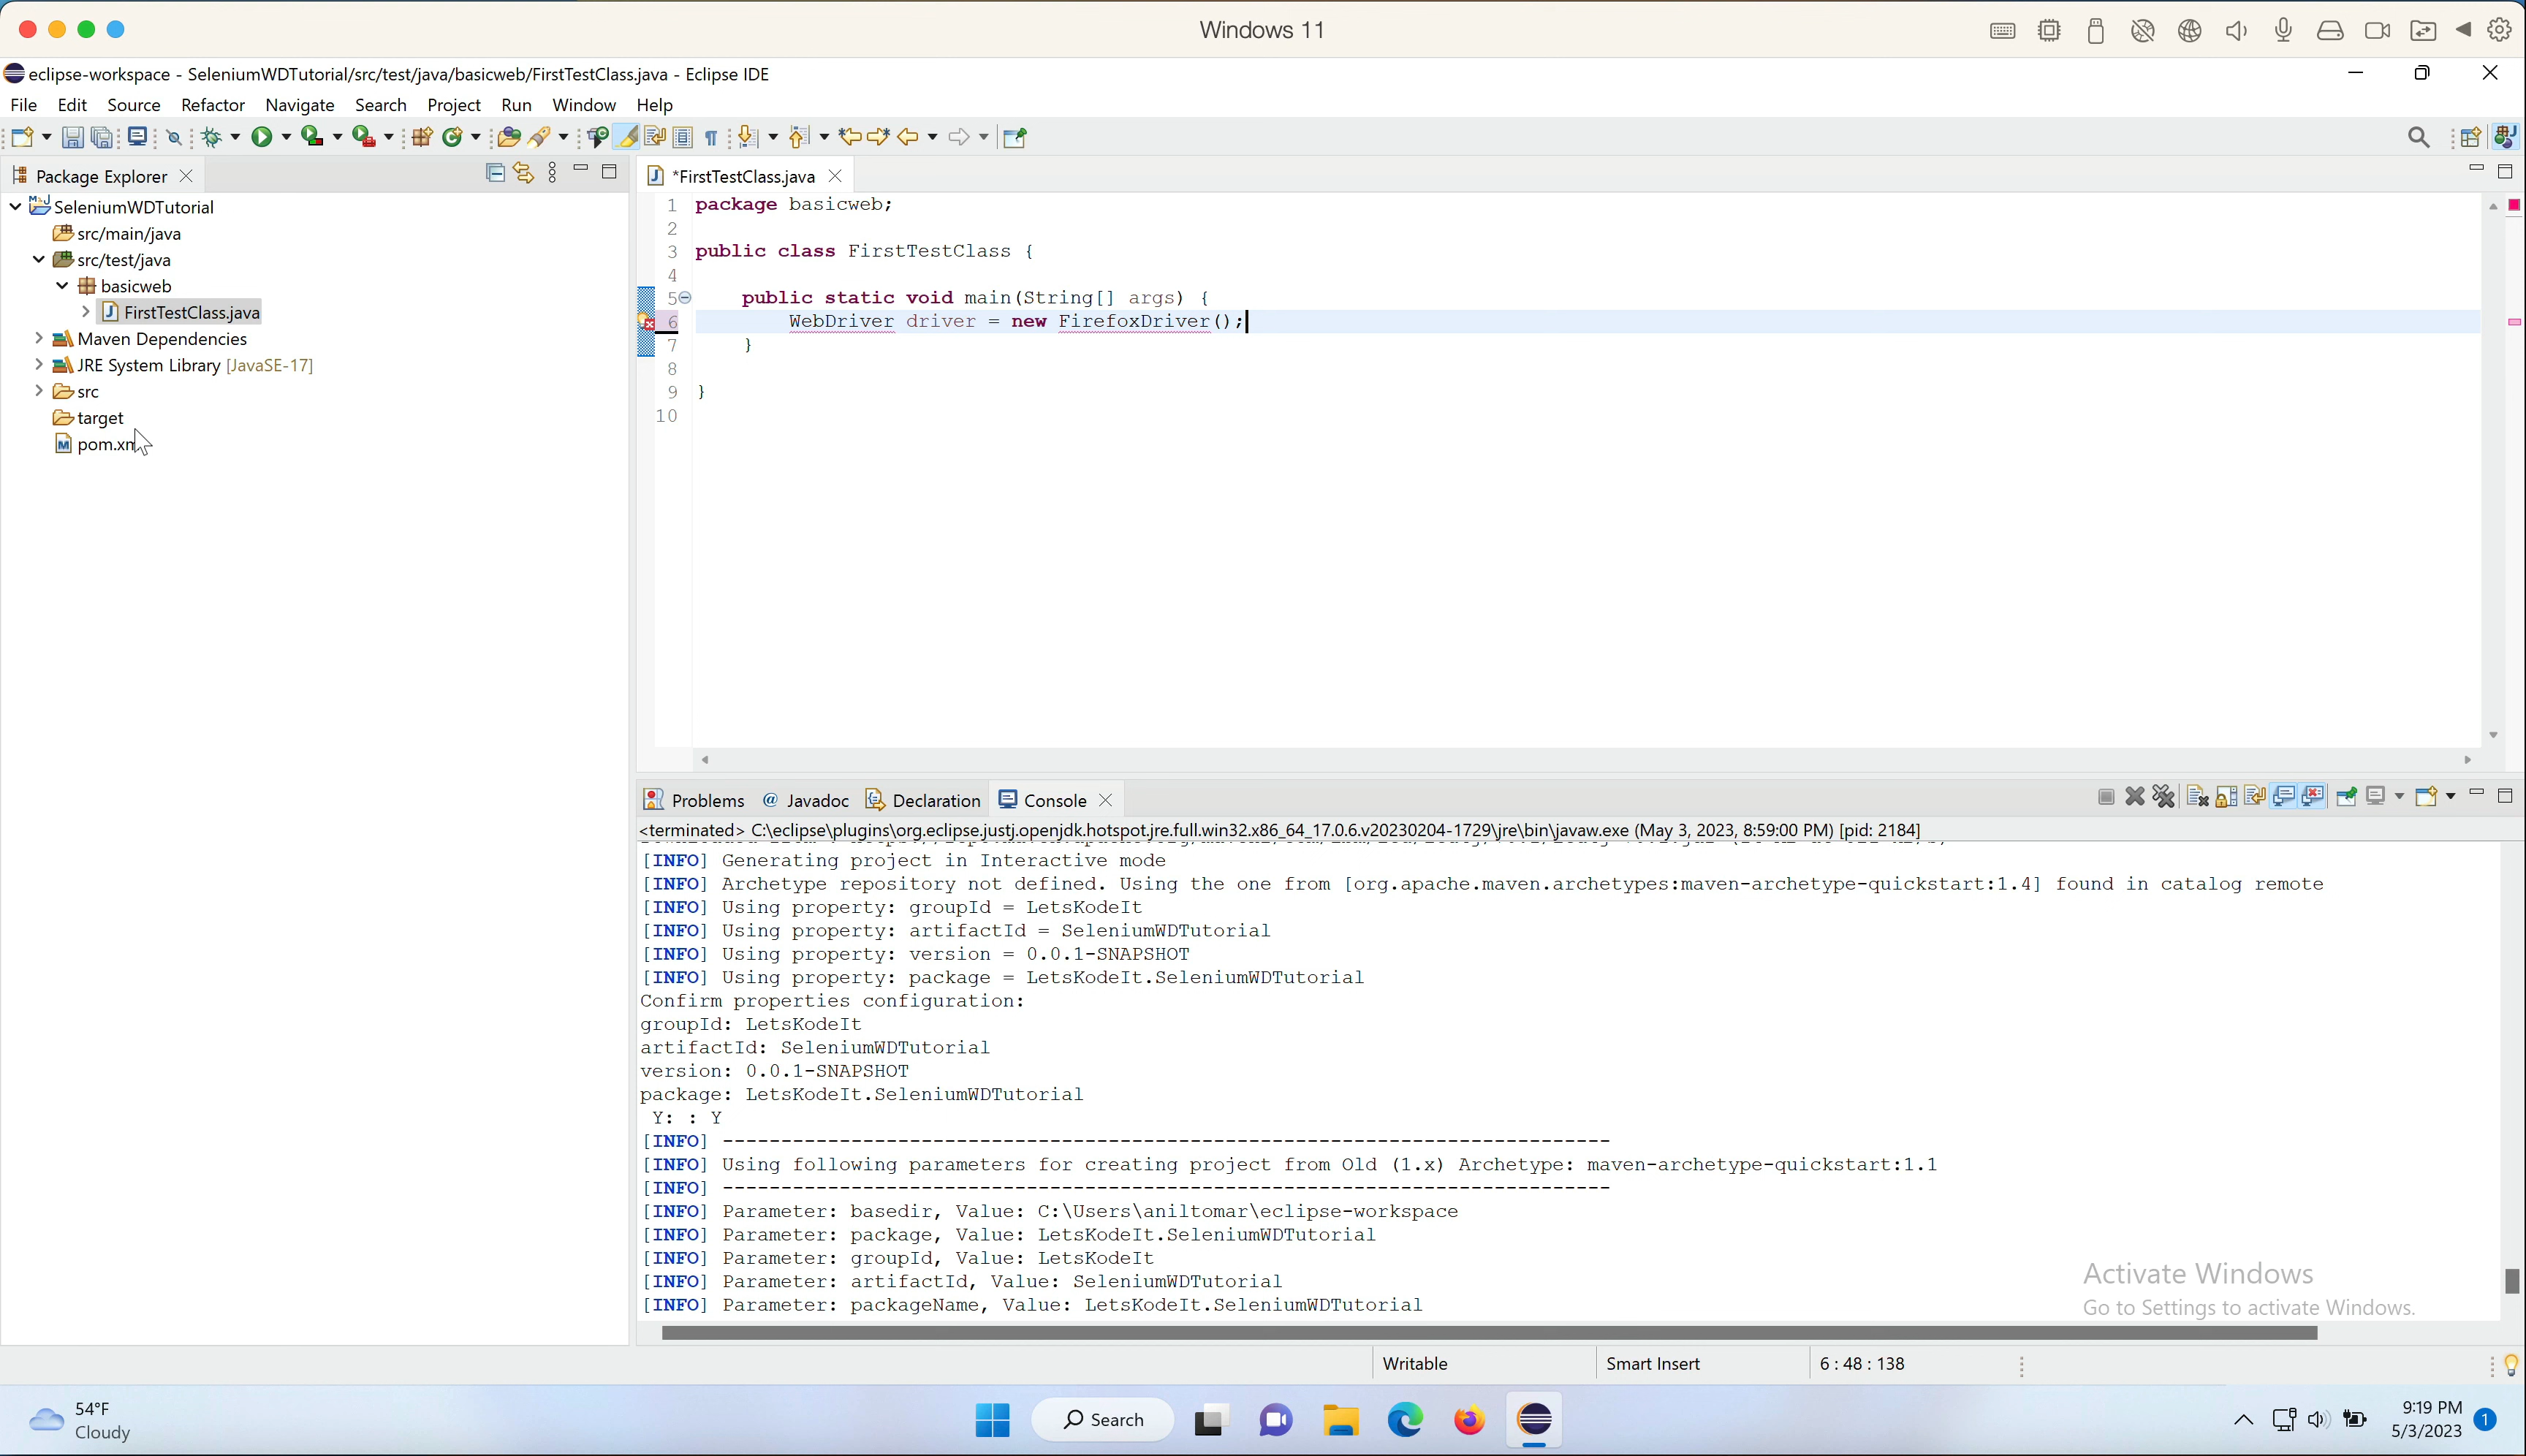 Windows 11
eclipse-workspace - SeleniumWDTutorial/src/test/java/basicweb/FirstTestClass.java - Eclipse IDE
File Edit Source Refactor Navigate Search Project Run Window Help
Package Explorer
SeleniumWDTutorial
src/main/java
src/test/java
basicweb
FirstTestClass.java
Maven Dependencies
JRE System Library [JavaSE-17]
src
target
*FirstTestClass.java
1 package basicweb;
2
3 public class FirstTestClass {
4
5 public static void main(String[] args) {
6 WebDriver driver = new FirefoxDriver();
7 }
8
9 }
10
Problems @ Javadoc Declaration Console
<terminated> C:\eclipse\plugins\org.eclipse.justj.openjdk.hotspot.jre.full.win32.x86_64_17.0.6.v20230204-1729\jre\bin\javaw.exe (May 3, 2023, 8:59:00 PM) [pid: 2184]
[INFO] Generating project in Interactive mode
[INFO] Archetype repository not defined. Using the one from [org.apache.maven.archetypes:maven-archetype-quickstart:1.4] found in catalog remote
[INFO] Using property: groupId = LetsKodeIt
[INFO] Using property: artifactId = SeleniumWDTutorial
[INFO] Using property: version = 0.0.1-SNAPSHOT
[INFO] Using property: package = LetsKodeIt.SeleniumWDTutorial
Confirm properties configuration:
groupId: LetsKodeIt
artifactId: SeleniumWDTutorial
version: 0.0.1-SNAPSHOT
package: LetsKodeIt.SeleniumWDTutorial
Y: : Y
[INFO] ----------------------------------------------------------------------------
[INFO] Using following parameters for creating project from Old (1.x) Archetype: maven-archetype-quickstart:1.1
[INFO] ----------------------------------------------------------------------------
[INFO] Parameter: basedir, Value: C:\Users\aniltomar\eclipse-workspace
[INFO] Parameter: package, Value: LetsKodeIt.SeleniumWDTutorial
[INFO] Parameter: groupId, Value: LetsKodeIt
[INFO] Parameter: artifactId, Value: SeleniumWDTutorial
[INFO] Parameter: packageName, Value: LetsKodeIt.SeleniumWDTutorial
Activate Windows
Go to Settings to activate Windows.
Writable Smart Insert 6 : 48 : 138
54°F
Cloudy
Search
9:19 PM
5/3/2023
1